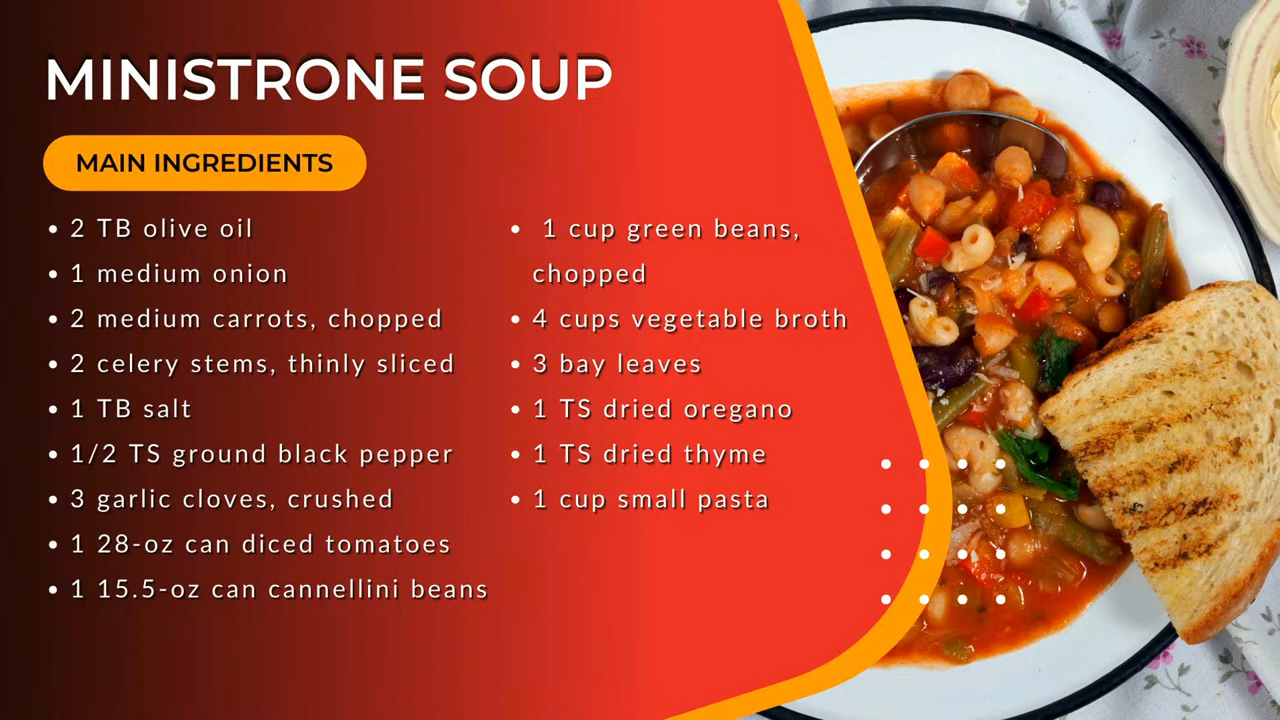 MINISTRONE SOUP
MAIN INGREDIENTS
• 2 TB olive oil
• 1 medium onion
• 2 medium carrots, chopped
• 2 celery stems, thinly sliced
• 1 TB salt
• 1/2 TS ground black pepper
• 3 garlic cloves, crushed
• 1 28-oz can diced tomatoes
• 1 15.5-oz can cannellini beans
• 1 cup green beans,
chopped
• 4 cups vegetable broth
• 3 bay leaves
• 1 TS dried oregano
• 1 TS dried thyme
• 1 cup small pasta